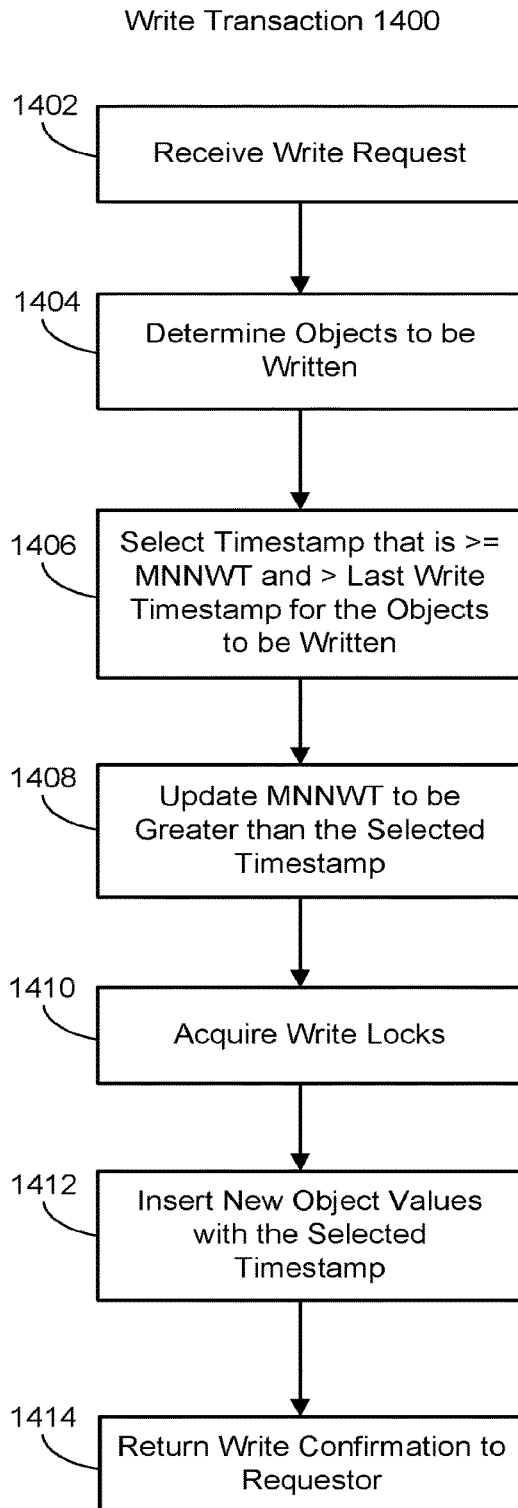 Write Transaction 1400
1402
Receive Write Request
1404
Determine Objects to be
Written
1406
Select Timestamp that is >=
MNNWT and > Last Write
Timestamp for the Objects
to be Written
1408
Update MNNWT to be
Greater than the Selected
Timestamp
1410
Acquire Write Locks
1412
Insert New Object Values
with the Selected
Timestamp
1414
Return Write Confirmation to
Requestor